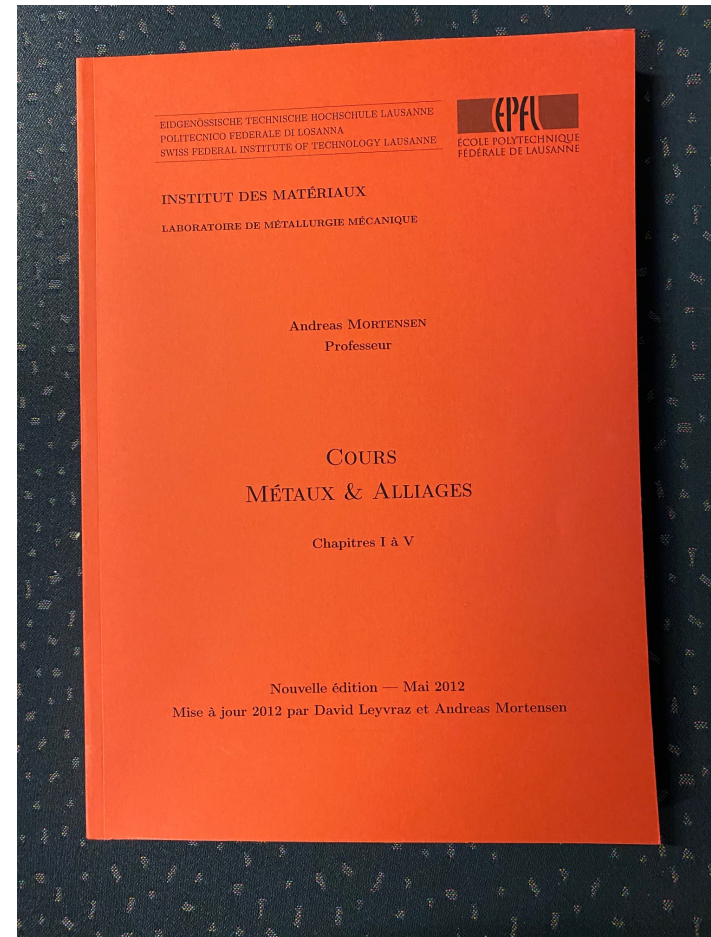 EIDGENÖSSISCHE TECHNISCHE HOCHSCHULE LAUSANNE
POLITECNICO FEDERALE DI LOSANNA
SWISS FEDERAL INSTITUTE OF TECHNOLOGY LAUSANNE
EPFL
ÉCOLE POLYTECHNIQUE
FÉDÉRALE DE LAUSANNE
INSTITUT DES MATÉRIAUX
LABORATOIRE DE MÉTALLURGIE MÉCANIQUE
Andreas MORTENSEN
Professeur
COURS
MÉTAUX & ALLIAGES
Chapitres I à V
Nouvelle édition — Mai 2012
Mise à jour 2012 par David Leyvraz et Andreas Mortensen